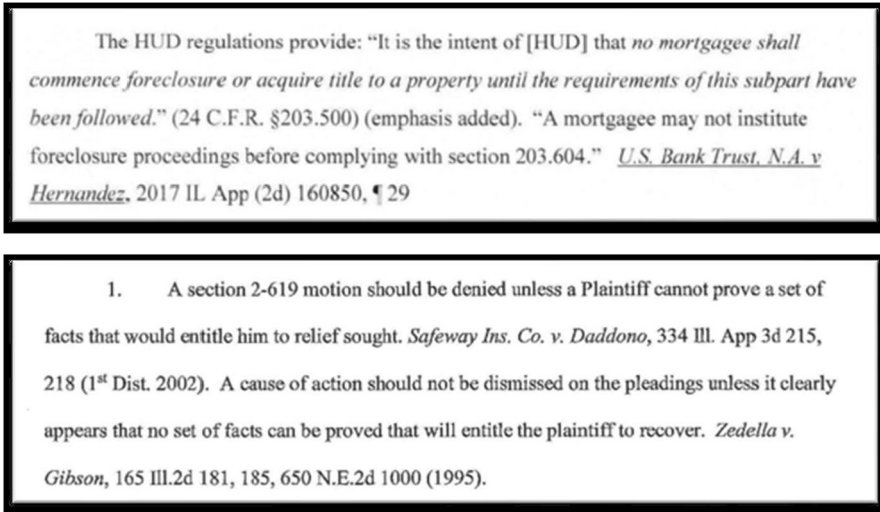 The HUD regulations provide: “It is the intent of [HUD] that no mortgagee shall
commence foreclosure or acquire title to a property until the requirements of this subpart have
been followed.” (24 C.F.R. §203.500) (emphasis added). “A mortgagee may not institute
foreclosure proceedings before complying with section 203.604.” U.S. Bank Trust, N.A. v
Hernandez, 2017 IL App (2d) 160850, ¶ 29
1. A section 2-619 motion should be denied unless a Plaintiff cannot prove a set of
facts that would entitle him to relief sought. Safeway Ins. Co. v. Daddono, 334 Ill. App 3d 215,
218 (1st Dist. 2002). A cause of action should not be dismissed on the pleadings unless it clearly
appears that no set of facts can be proved that will entitle the plaintiff to recover. Zedella v.
Gibson, 165 Ill.2d 181, 185, 650 N.E.2d 1000 (1995).